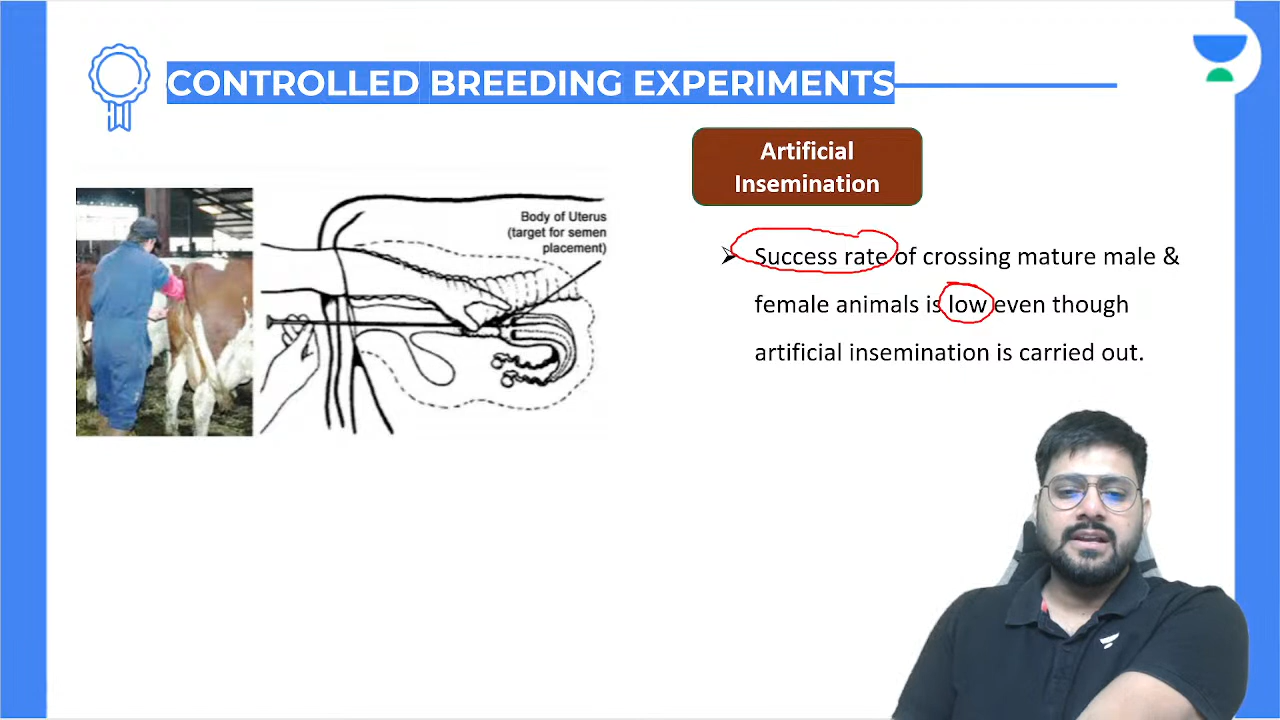 CONTROLLED BREEDING EXPERIMENTS
Artificial
Insemination
Body of Uterus
(target for semen
placement)
Success rate of crossing mature male &
female animals is low even though
artificial insemination is carried out.